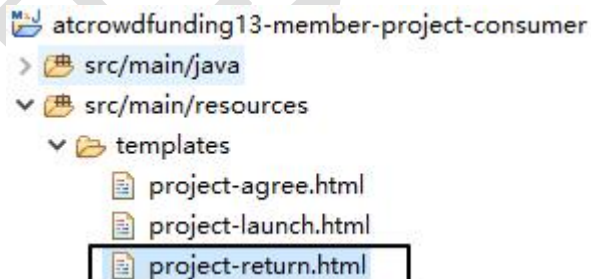 atcrowdfunding13-member-project-consumer
src/main/java
src/main/resources
templates
project-agree.html
project-launch.html
project-return.html